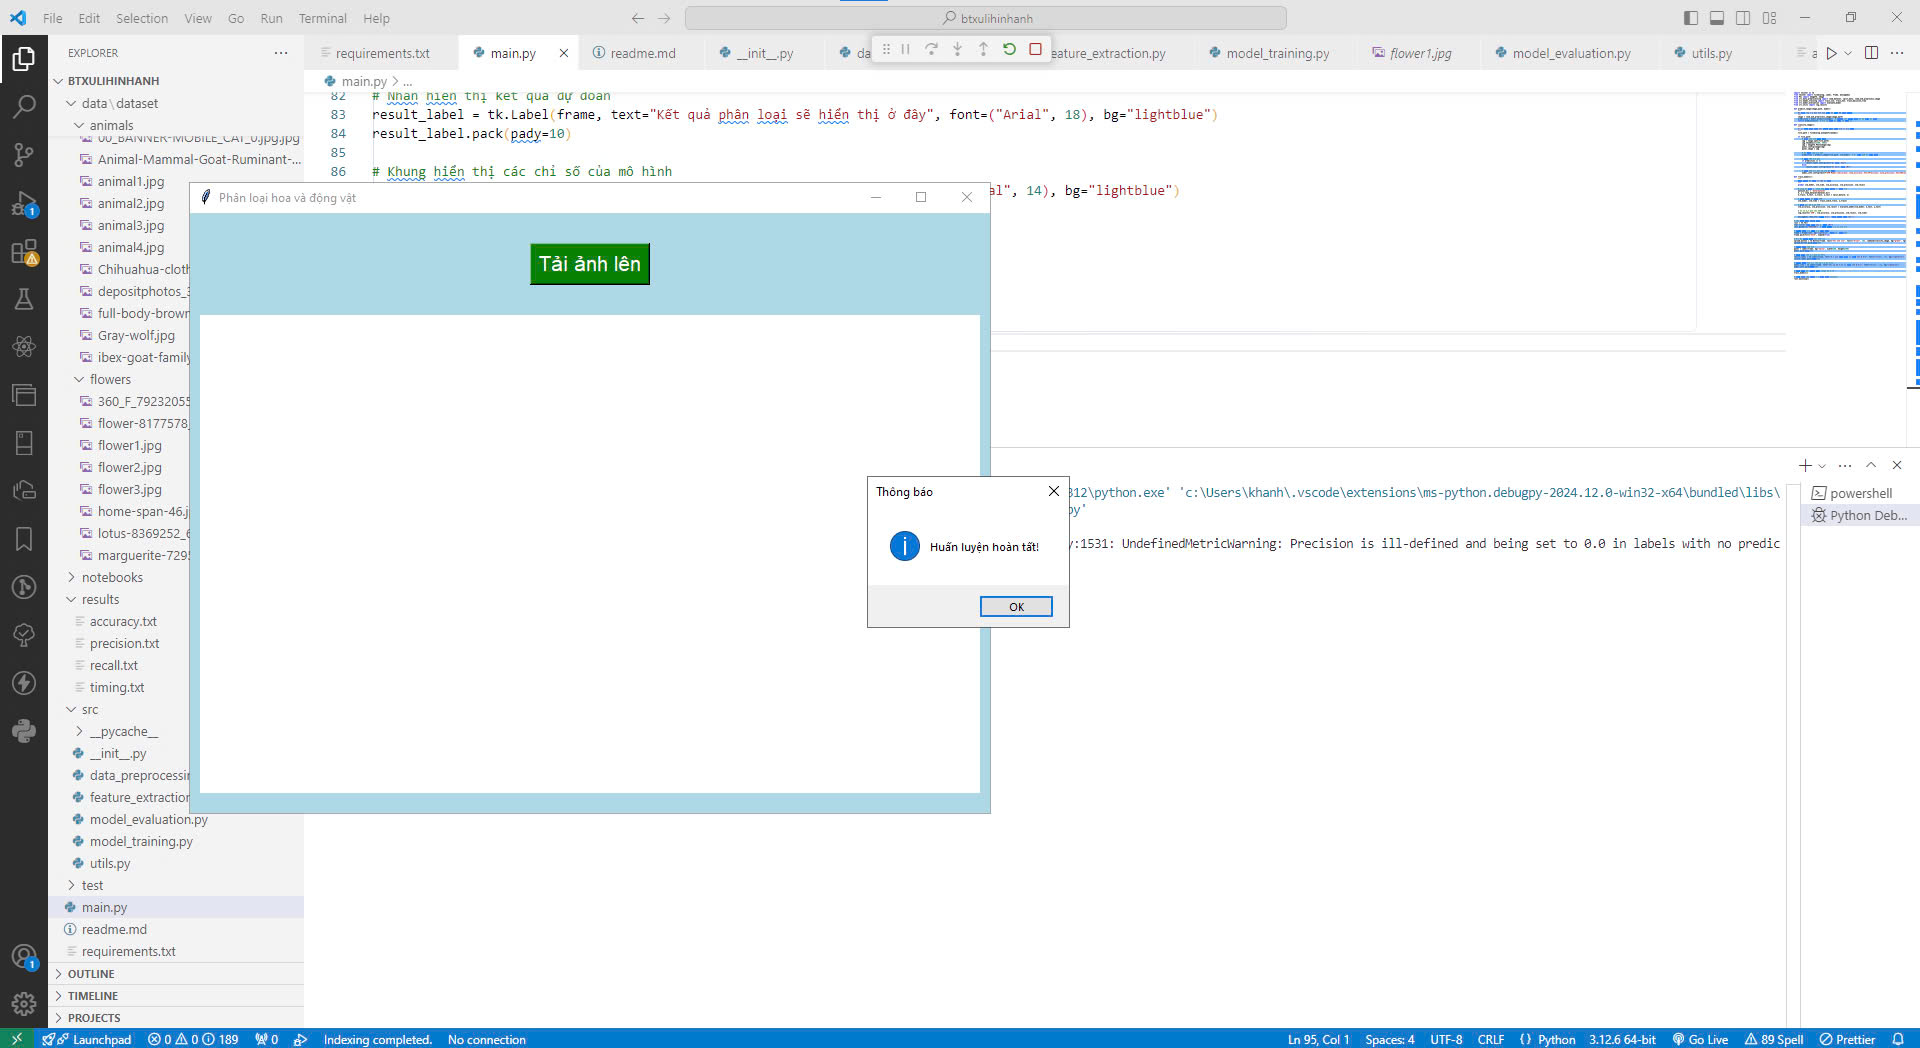 File Edit Selection View Go Run Terminal Help
btxulihinhanh
EXPLORER
BTXULIHINHANH
data\dataset
animals
00_BANNER-MOBILE_CAT_0.jpg.jpg
Animal-Mammal-Goat-Ruminant-...
animal1.jpg
animal2.jpg
animal3.jpg
animal4.jpg
Chihuahua-cloth
depositphotos_3
full-body-brown
Gray-wolf.jpg
ibex-goat-family
flowers
360_F_79232055
flower-8177578_
flower1.jpg
flower2.jpg
flower3.jpg
home-span-46.j
lotus-8369252_6
marguerite-7295
notebooks
results
accuracy.txt
precision.txt
recall.txt
timing.txt
src
__pycache__
__init__.py
data_preprocessin
feature_extraction
model_evaluation.py
model_training.py
utils.py
test
main.py
readme.md
requirements.txt
OUTLINE
TIMELINE
PROJECTS
requirements.txt main.py readme.md __init__.py da eature_extraction.py model_training.py flower1.jpg model_evaluation.py utils.py a
main.py > ...
82 # Nhãn hiển thị kết quả dự đoán
83 result_label = tk.Label(frame, text="Kết quả phân loại sẽ hiển thị ở đây", font=("Arial", 18), bg="lightblue")
84 result_label.pack(pady=10)
85
86 # Khung hiển thị các chỉ số của mô hình
al", 14), bg="lightblue")
Phân loại hoa và động vật
Tải ảnh lên
Thông báo
Huấn luyện hoàn tất!
OK
312\python.exe' 'c:\Users\khanh\.vscode\extensions\ms-python.debugpy-2024.12.0-win32-x64\bundled\libs\
py'
y:1531: UndefinedMetricWarning: Precision is ill-defined and being set to 0.0 in labels with no predic
powershell
Python Deb...
1
1
Launchpad 0 0 189 0 Indexing completed. No connection Ln 95, Col 1 Spaces: 4 UTF-8 CRLF {} Python 3.12.6 64-bit Go Live 89 Spell Prettier